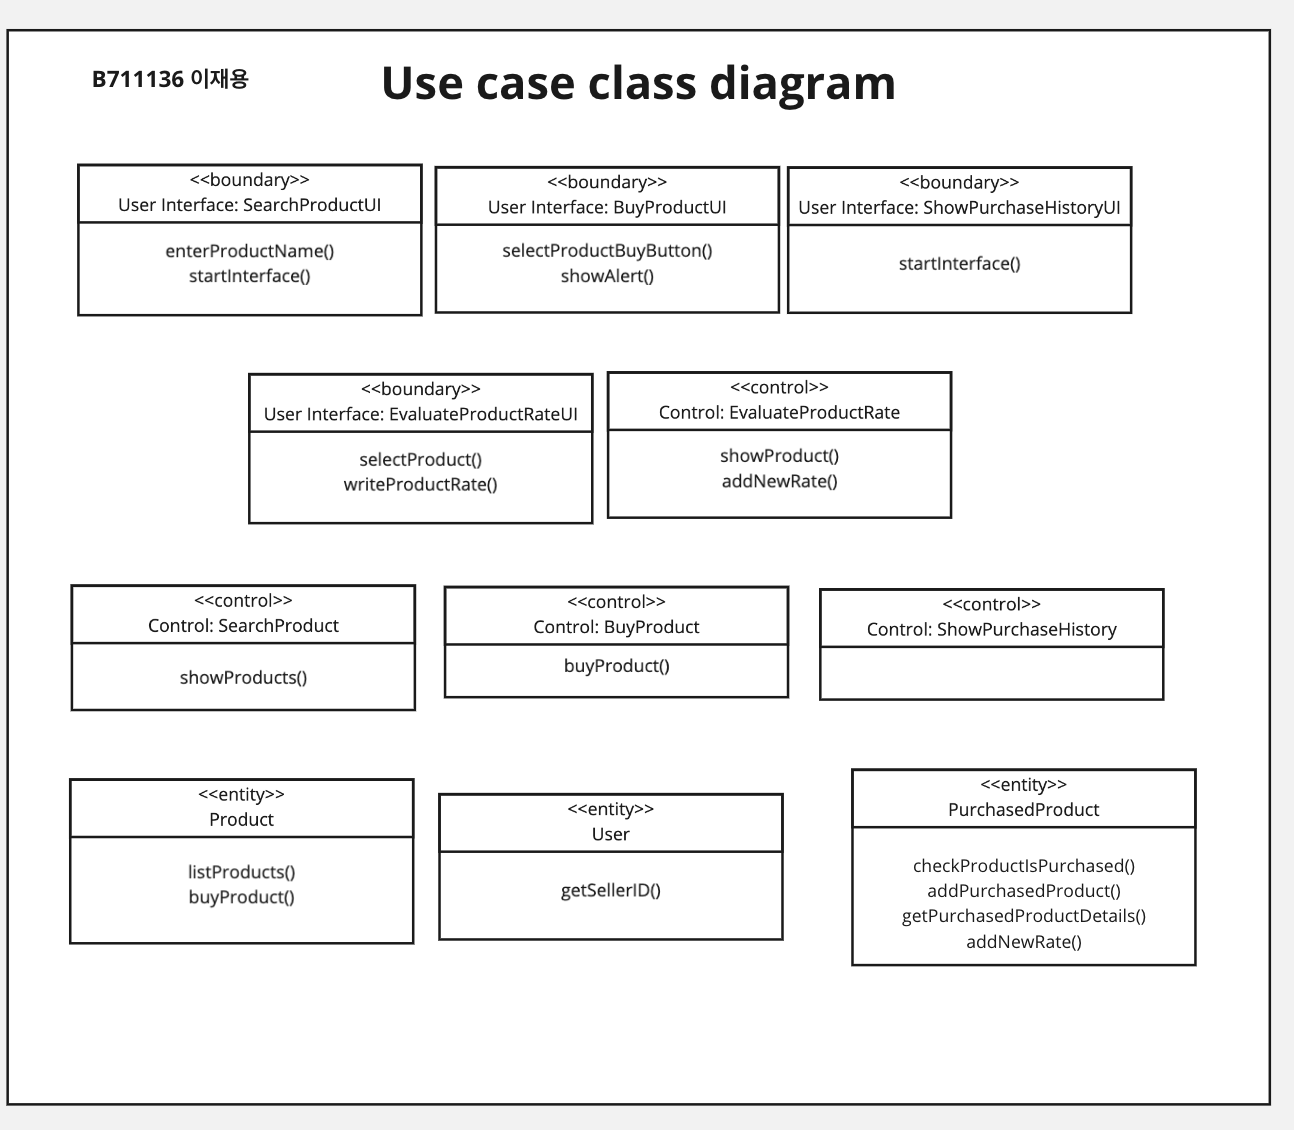 B711136 이재용
Use case class diagram
<<boundary>>
User Interface: SearchProductUI
enterProductName()
startInterface()
<<boundary>>
User Interface: BuyProductUI
selectProductBuyButton()
showAlert()
<<boundary>>
User Interface: ShowPurchaseHistoryUI
startInterface()
<<boundary>>
User Interface: EvaluateProductRateUI
selectProduct()
writeProductRate()
<<control>>
Control: EvaluateProductRate
showProduct()
addNewRate()
<<control>>
Control: SearchProduct
showProducts()
<<control>>
Control: BuyProduct
buyProduct()
<<control>>
Control: ShowPurchaseHistory
<<entity>>
Product
listProducts()
buyProduct()
<<entity>>
User
getSellerID()
<<entity>>
PurchasedProduct
checkProductIsPurchased()
addPurchasedProduct()
getPurchasedProductDetails()
addNewRate()